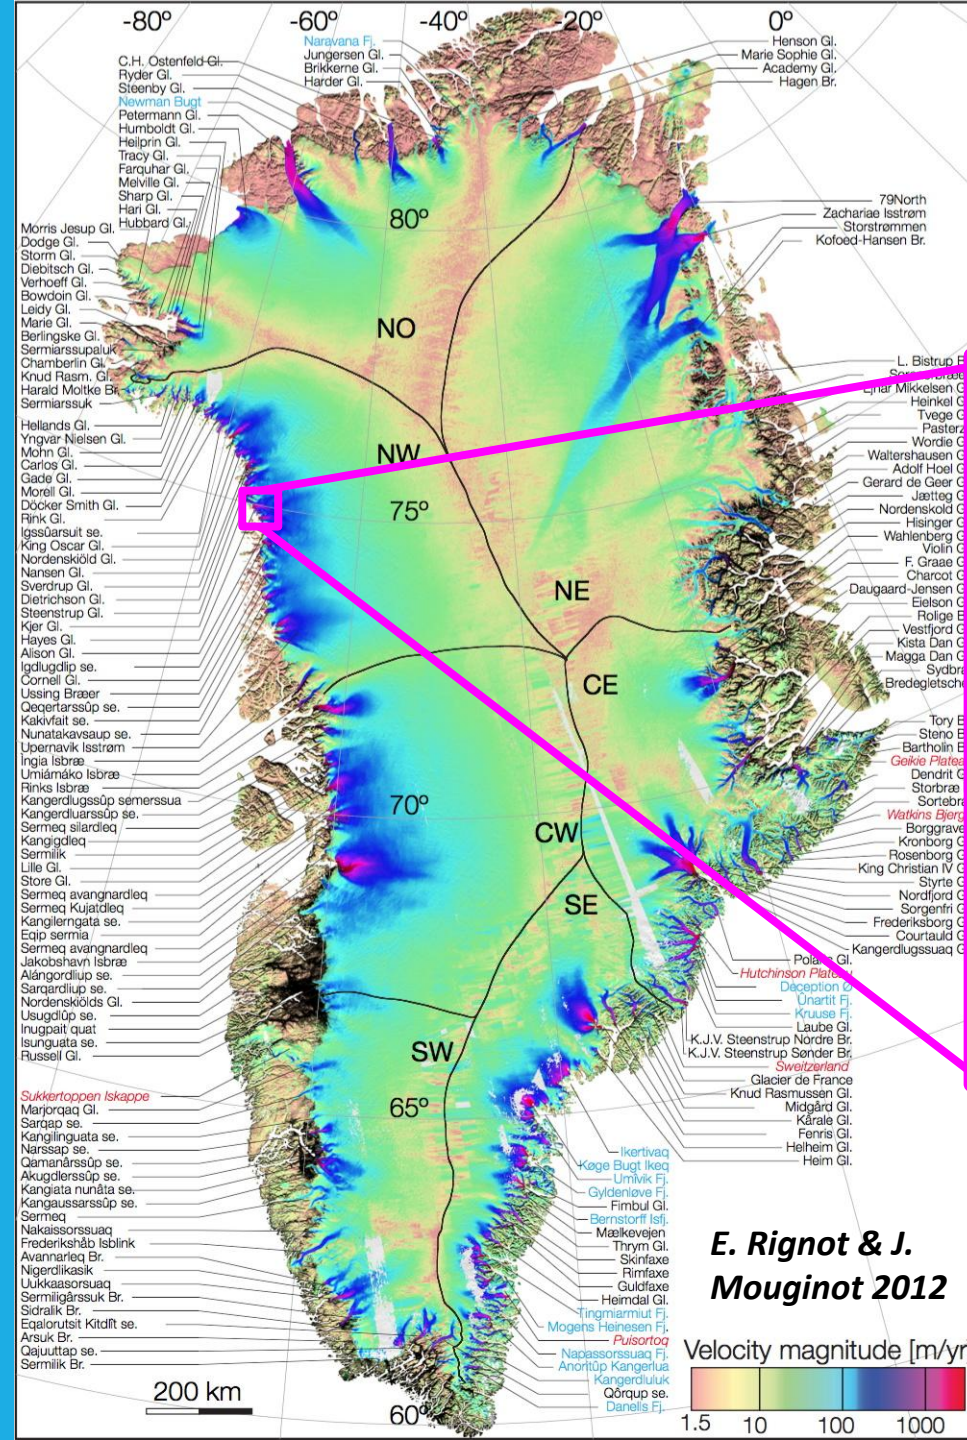 -80º
-60º
-40º
-20º
0º
C.H. Ostenfeld Gl.
Ryder Gl.
Steenby Gl.
Newman Bugt
Petermann Gl.
Humboldt Gl.
Heilprin Gl.
Tracy Gl.
Farquhar Gl.
Melville Gl.
Sharp Gl.
Hari Gl.
Hubbard Gl.
Naravana Fj.
Jungersen Gl.
Brikkerne Gl.
Harder Gl.
Henson Gl.
Marie Sophie Gl.
Academy Gl.
Hagen Br.
79North
Zachariae Isstrøm
Storstrømmen
Kofoed-Hansen Br.
Morris Jesup Gl.
Dodge Gl.
Storm Gl.
Diebitsch Gl.
Verhoeff Gl.
Bowdoin Gl.
Leidy Gl.
Marie Gl.
Berlingske Gl.
Sermiarssupaluk
Chamberlin Gl.
Knud Rasm. Gl.
Harald Moltke Br
Sermiarssuk
Hellands Gl.
Yngvar Nielsen Gl.
Mohn Gl.
Carlos Gl.
Gade Gl.
Morell Gl.
Döcker Smith Gl.
Rink Gl.
Igssûarsuit se.
King Oscar Gl.
Nordenskiöld Gl.
Nansen Gl.
Sverdrup Gl.
Dietrichson Gl.
Steenstrup Gl.
Kjer Gl.
Hayes Gl.
Alison Gl.
Igdlugdlip se.
Cornell Gl.
Ussing Bræer
Qeqertarssûp se.
Kakivfait se.
Nunatakavsaup se.
Upernavik Isstrøm
Ingia Isbræ
Umiámáko Isbræ
Rinks Isbræ
Kangerdlugssûp semerssua
Kangerdluarssûp se.
Sermeq silardleq
Kangigdleq
Sermilik
Lille Gl.
Store Gl.
Sermeq avangnardleq
Sermeq Kujatdleq
Kangilerngata se.
Eqip sermia
Sermeq avangnardleq
Jakobshavn Isbræ
Alángordliup se.
Sarqardliup se.
Nordenskiölds Gl.
Usugdlûp se.
Inugpait quat
Isunguata se.
Russell Gl.
Sukkertoppen Iskappe
Marjorqaq Gl.
Sarqap se.
Kangilinguata se.
Narssap se.
Qamanârssûp se.
Akugdlerssûp se.
Kangiata nunâta se.
Kangaussarssûp se.
Sermeq
Nakaissorssuaq
Frederikshåb Isblink
Avannarleq Br.
Nigerdlikasik
Uukkaasorsuaq
Sermiligârssuk Br.
Sidralik Br.
Eqalorutsit Kitdlît se.
Arsuk Br.
Qajuuttap se.
Sermilik Br.
80º
NO
NW
75º
NE
CE
70º
CW
SE
SW
65º
60º
L. Bistrup B
Ejnar Mikkelsen G
Heinkel G
Tvege G
Pasterz
Wordie G
Waltershausen G
Adolf Hoel G
Gerard de Geer G
Jætteg G
Nordenskold G
Hisinger G
Wahlenberg G
Violin G
F. Graae G
Charcot G
Daugaard-Jensen G
Eielson G
Rolige B
Vestfjord G
Kista Dan G
Magga Dan G
Sydbra
Bredegletsche
Tory B
Steno B
Bartholin B
Geikie Platea
Dendrit G
Storbræ
Sortebra
Watkins Bjerg
Borggrave
Kronborg G
Rosenborg G
King Christian IV G
Styrte G
Nordfjord G
Sorgenfri G
Frederiksborg G
Courtauld G
Kangerdlugssuaq G
Polaris Gl.
Hutchinson Plateau
Deception Ø
Ûnartit Fj.
Kruuse Fj.
Laube Gl.
K.J.V. Steenstrup Nordre Br.
K.J.V. Steenstrup Sønder Br.
Sweitzerland
Glacier de France
Knud Rasmussen Gl.
Midgård Gl.
Kårale Gl.
Fenris Gl.
Helheim Gl.
Heim Gl.
Ikertivaq
Køge Bugt Ikeq
Umivik Fj.
Gyldenløve Fj.
Fimbul Gl.
Bernstorff Isfj.
Mælkevejen
Thrym Gl.
Skinfaxe
Rimfaxe
Guldfaxe
Heimdal Gl.
Tingmiarmiut Fj.
Mogens Heinesen Fj.
Puisortoq
Napassorssuaq Fj.
Anoritûp Kangerlua
Kangerdluluk
Qôrqup se.
Danells Fj.
E. Rignot & J.
Mouginot 2012
Velocity magnitude [m/yr
1.5 10 100 1000
200 km